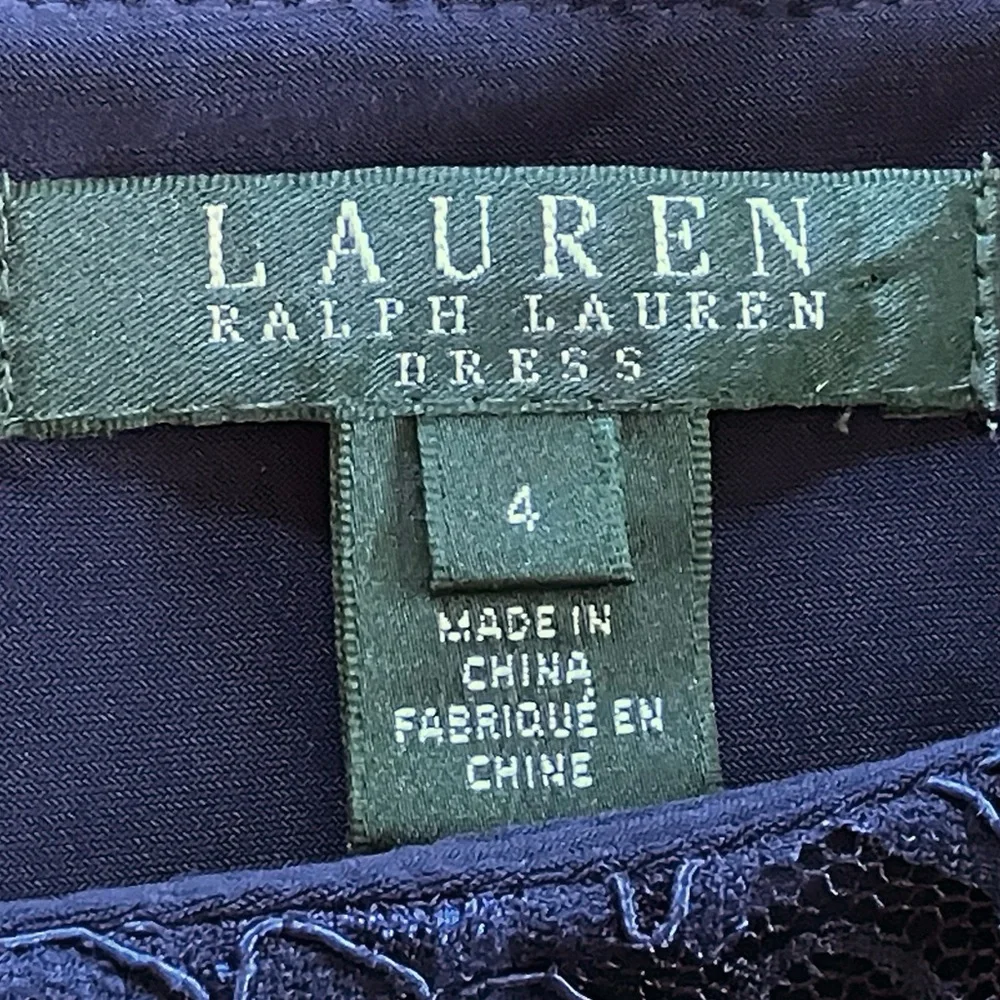 LAUREN
RALPH LAUREN
DRESS
4
MADE IN
CHINA
FABRIQUÉ EN
CHINE